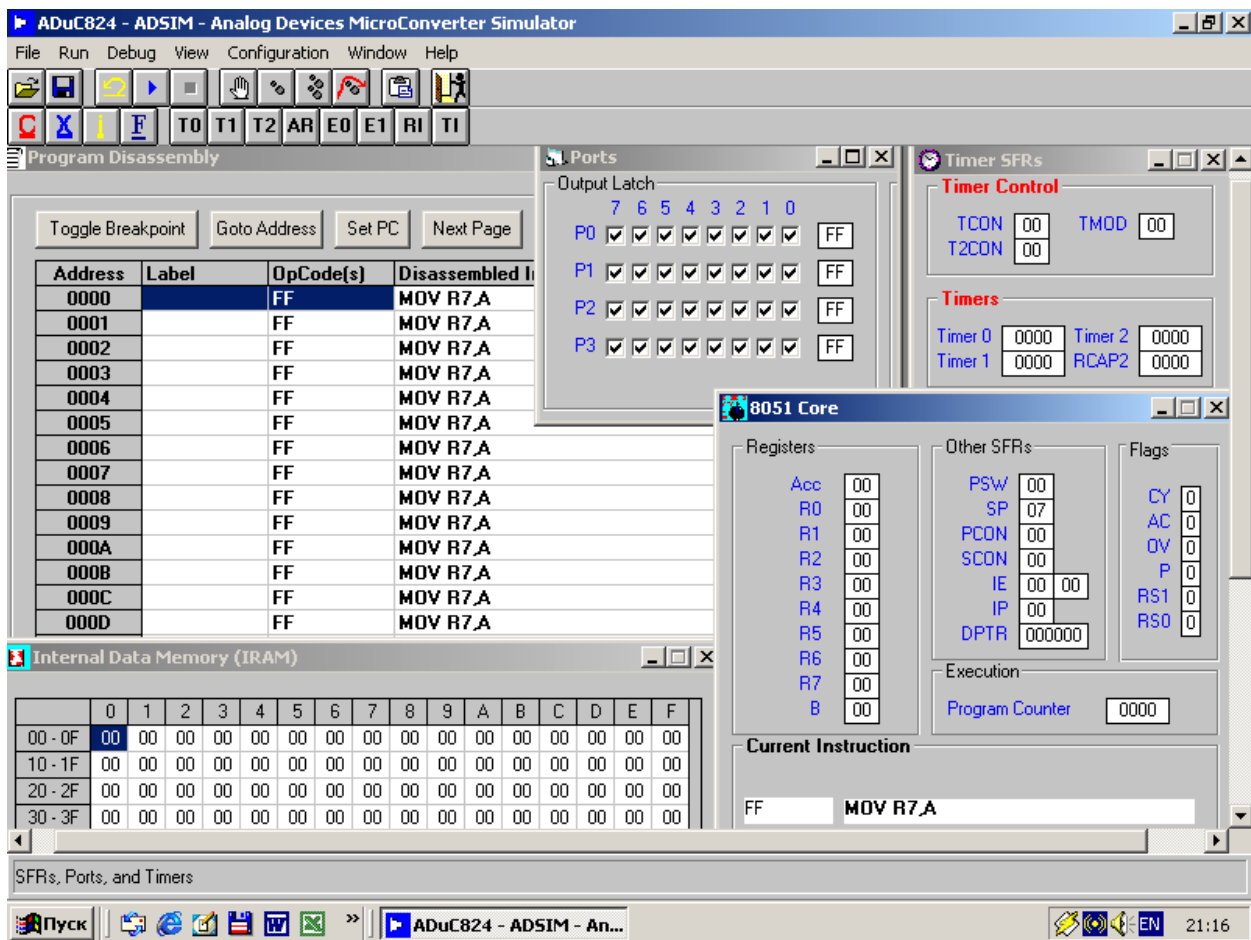 ADuC824 - ADSIM - Analog Devices MicroConverter Simulator
File Run Debug View Configuration Window Help
C X i F T0 T1 T2 AR E0 E1 RI TI
Program Disassembly
Toggle Breakpoint Goto Address Set PC Next Page
Address Label OpCode(s) Disassembled I
0000 FF MOV R7,A
0001 FF MOV R7,A
0002 FF MOV R7,A
0003 FF MOV R7,A
0004 FF MOV R7,A
0005 FF MOV R7,A
0006 FF MOV R7,A
0007 FF MOV R7,A
0008 FF MOV R7,A
0009 FF MOV R7,A
000A FF MOV R7,A
000B FF MOV R7,A
000C FF MOV R7,A
000D FF MOV R7,A
Ports
Output Latch
7 6 5 4 3 2 1 0
P0 FF
P1 FF
P2 FF
P3 FF
Timer SFRs
Timer Control
TCON 00 TMOD 00
T2CON 00
Timers
Timer 0 0000 Timer 2 0000
Timer 1 0000 RCAP2 0000
8051 Core
Registers
Acc 00
R0 00
R1 00
R2 00
R3 00
R4 00
R5 00
R6 00
R7 00
B 00
Other SFRs
PSW 00
SP 07
PCON 00
SCON 00
IE 00 00
IP 00
DPTR 000000
Flags
CY 0
AC 0
OV 0
P 0
RS1 0
RS0 0
Execution
Program Counter 0000
Current Instruction
FF MOV R7,A
Internal Data Memory (IRAM)
0 1 2 3 4 5 6 7 8 9 A B C D E F
00 - 0F 00 00 00 00 00 00 00 00 00 00 00 00 00 00 00 00
10 - 1F 00 00 00 00 00 00 00 00 00 00 00 00 00 00 00 00
20 - 2F 00 00 00 00 00 00 00 00 00 00 00 00 00 00 00 00
30 - 3F 00 00 00 00 00 00 00 00 00 00 00 00 00 00 00 00
SFRs, Ports, and Timers
Пуск » ADuC824 - ADSIM - An... EN 21:16